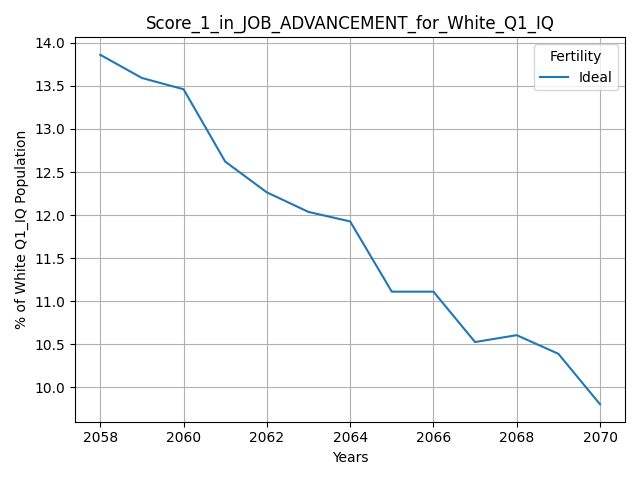 Score_1_in_JOB_ADVANCEMENT_for_White_Q1_IQ
Fertility
Ideal
% of White Q1_IQ Population
14.0
13.5
13.0
12.5
12.0
11.5
11.0
10.5
10.0
2058 2060 2062 2064 2066 2068 2070
Years